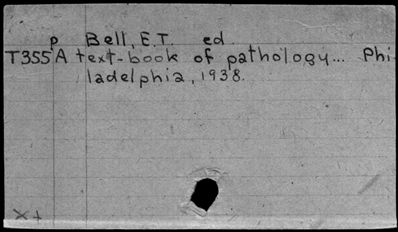 p Bell, E.T. ed
T355 A text-book of pathology... Phi-
ladelphia, 1938.
X+